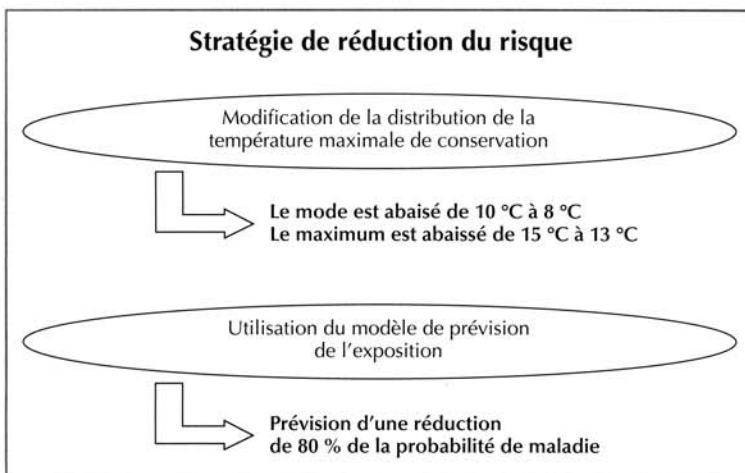 Stratégie de réduction du risque
Modification de la distribution de la
température maximale de conservation
Le mode est abaisé de 10 °C à 8 °C
Le maximum est abaissé de 15 °C à 13 °C
Utilisation du modèle de prévision
de l'exposition
Prévision d'une réduction
de 80 % de la probabilité de maladie